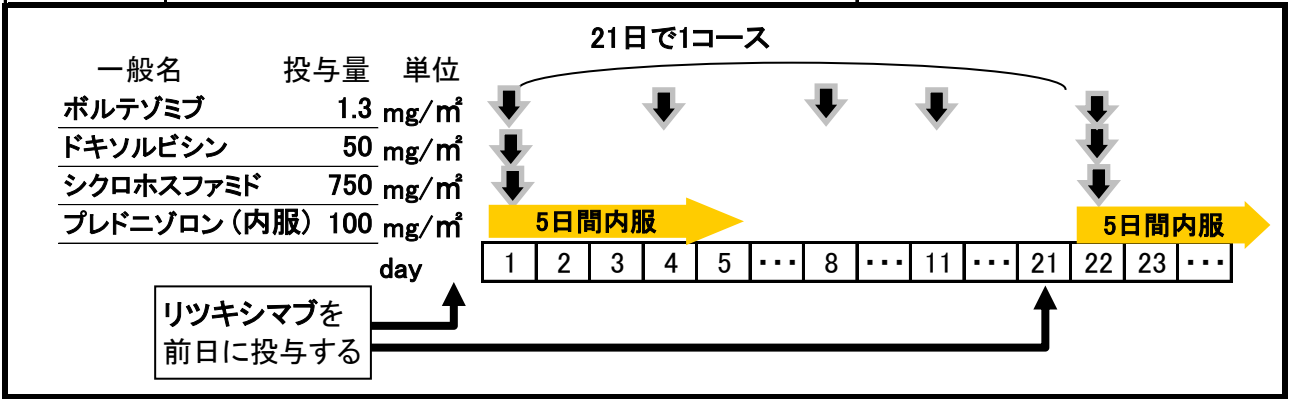 21日で1コース
一般名 投与量 単位
ボルテゾミブ 1.3 mg/㎡
ドキソルビシン 50 mg/㎡
シクロホスファミド 750 mg/㎡
プレドニゾロン（内服） 100 mg/㎡
5日間内服 5日間内服
day 1 2 3 4 5 ・・・ 8 ・・・ 11 ・・・ 21 22 23 ・・・
リツキシマブを
前日に投与する